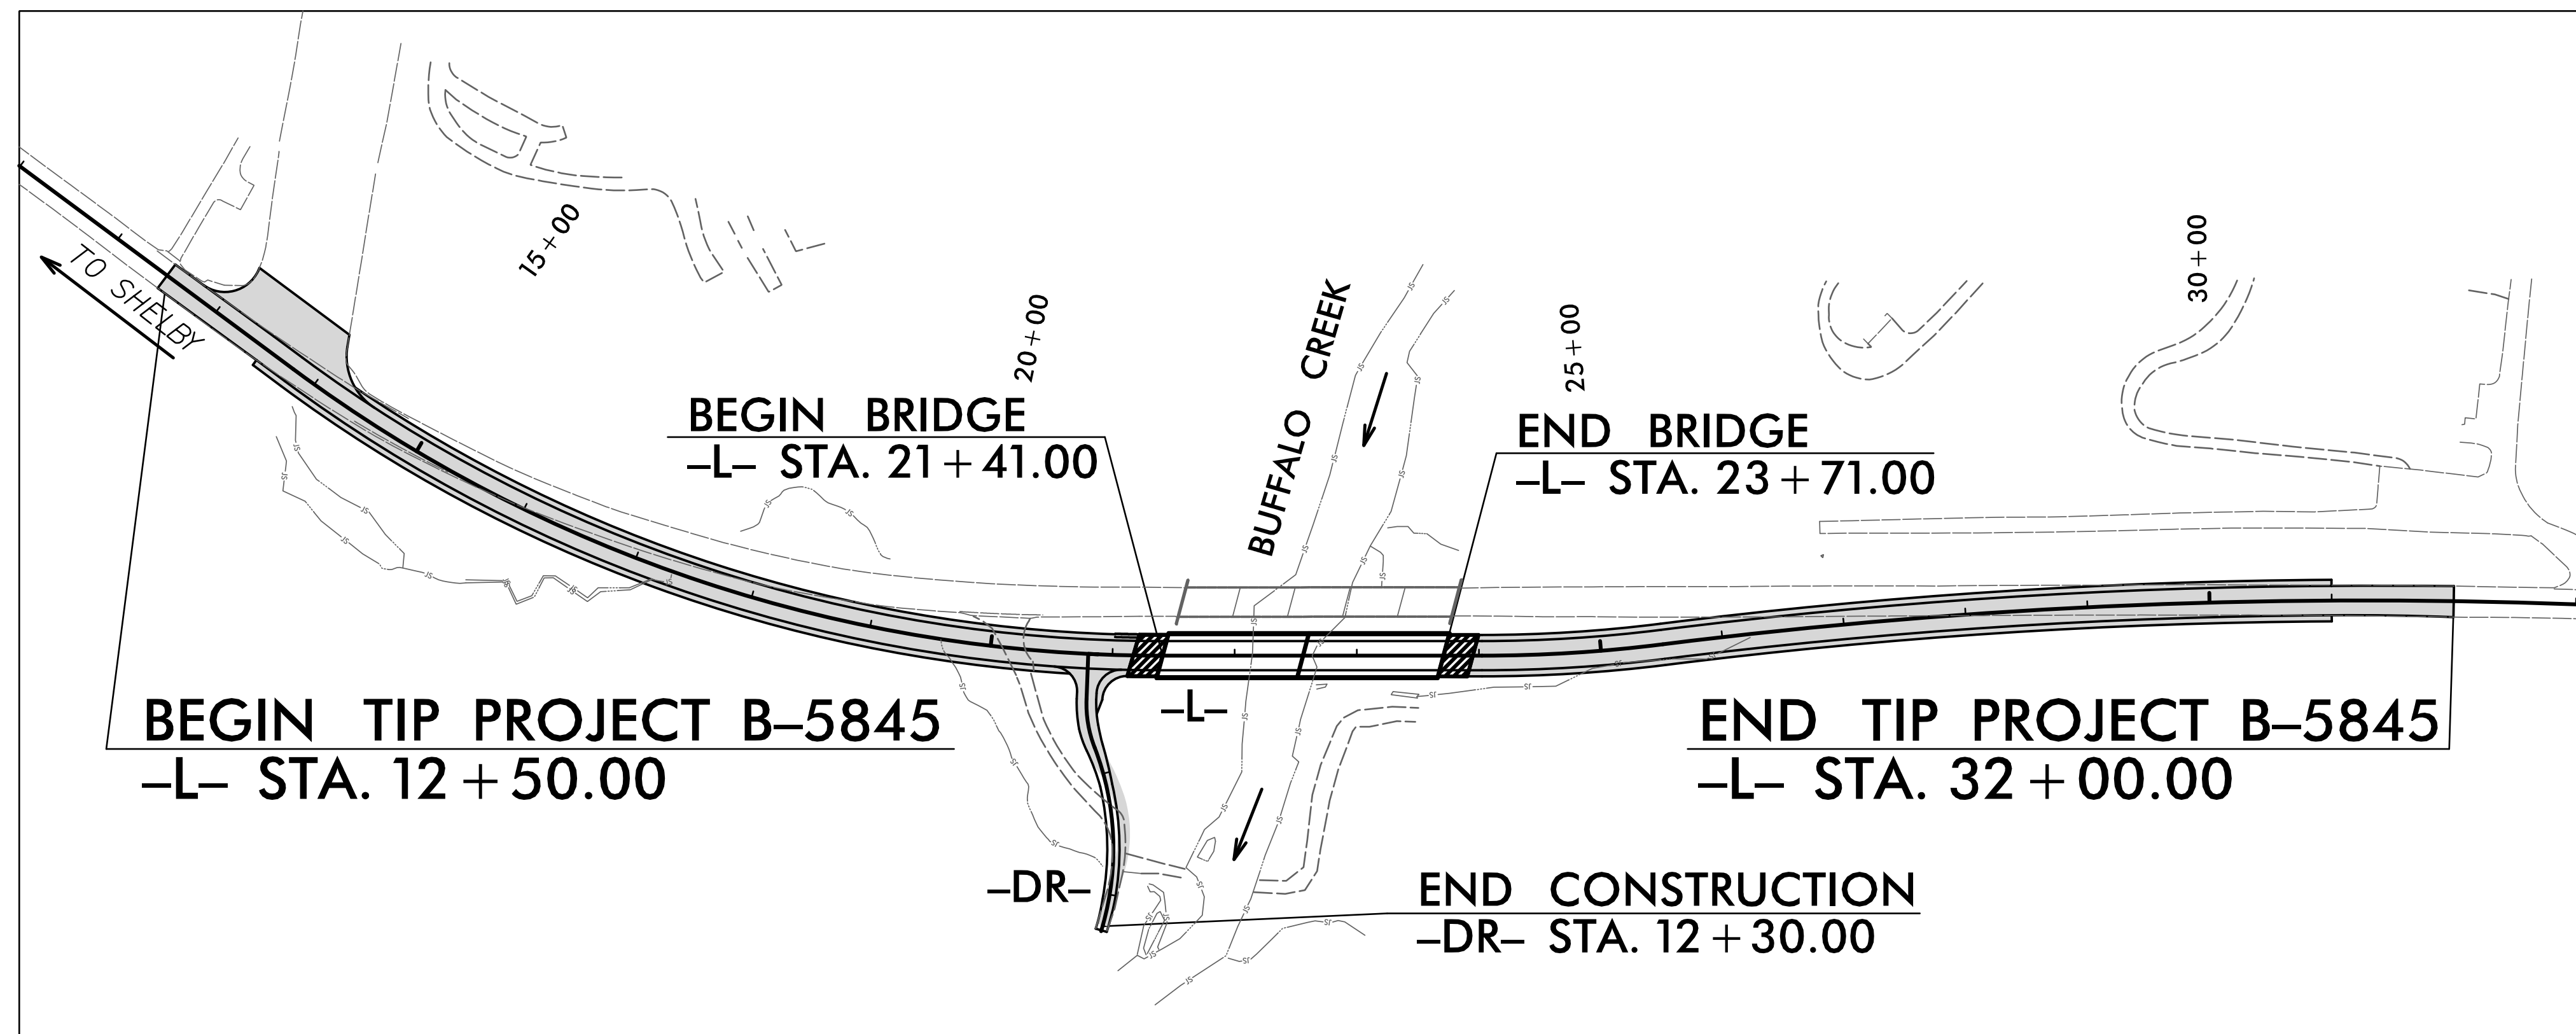 TO SHELBY
15+00
20+00
25+00
30+00
BUFFALO CREEK
BEGIN BRIDGE
–L– STA. 21+41.00
END BRIDGE
–L– STA. 23+71.00
BEGIN TIP PROJECT B–5845
–L– STA. 12+50.00
–L–
END TIP PROJECT B–5845
–L– STA. 32+00.00
–DR–
END CONSTRUCTION
–DR– STA. 12+30.00